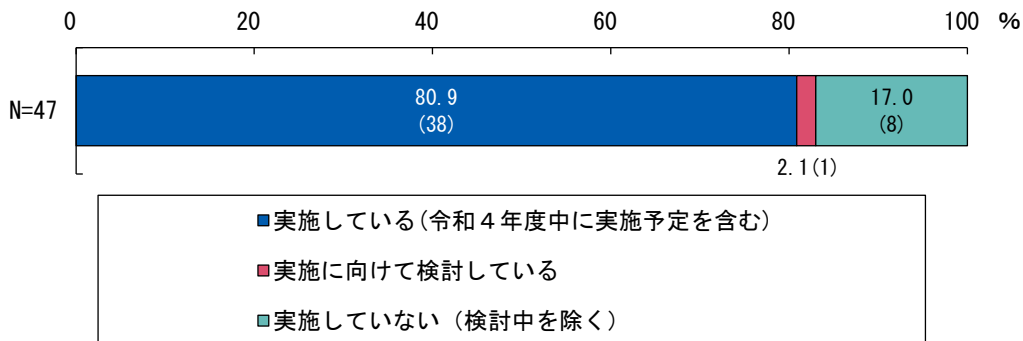 0 20 40 60 80 100 %
N=47
80.9 17.0
(38) (8)
2.1(1)
実施している(令和４年度中に実施予定を含む)
実施に向けて検討している
実施していない（検討中を除く）